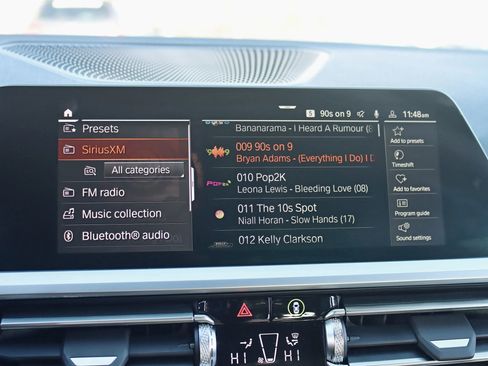 S 90s on 9 11:48am
Presets
SiriusXM
All categories
FM radio
Music collection
Bluetooth® audio
Bananarama - I Heard A Rumour (8
009 90s on 9
Bryan Adams - (Everything I Do) I D
010 Pop2K
Leona Lewis - Bleeding Love (08)
011 The 10s Spot
Niall Horan - Slow Hands (17)
012 Kelly Clarkson
Add to presets
Timeshift
Add to favorites
Program guide
Sound settings
HI HI